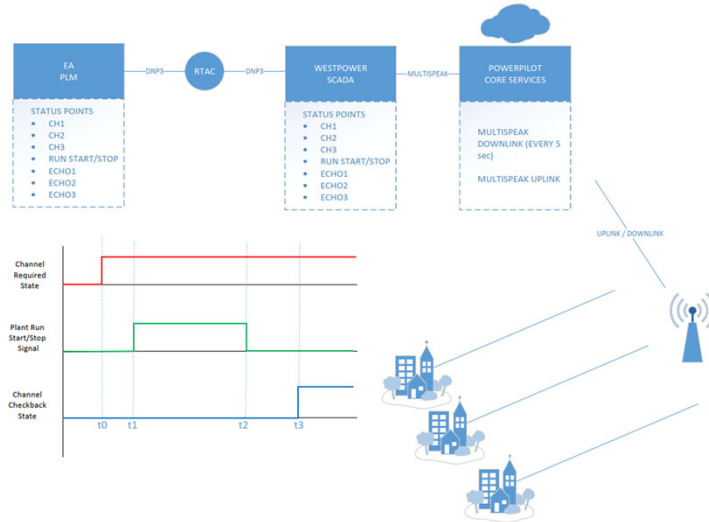 EA
PLM
DNP3
RTAC
DNP3
WESTPOWER
SCADA
MULTISPEAK
POWERPILOT
CORE SERVICES
STATUS POINTS
• CH1
• CH2
• CH3
• RUN START/STOP
• ECHO1
• ECHO2
• ECHO3
STATUS POINTS
• CH1
• CH2
• CH3
• RUN START/STOP
• ECHO1
• ECHO2
• ECHO3
MULTISPEAK
DOWNLINK (EVERY 5
sec)
MULTISPEAK UPLINK
UPLINK / DOWNLINK
Channel
Required
State
Plant Run
Start/Stop
Signal
Channel
Checkback
State
t0
t1
t2
t3